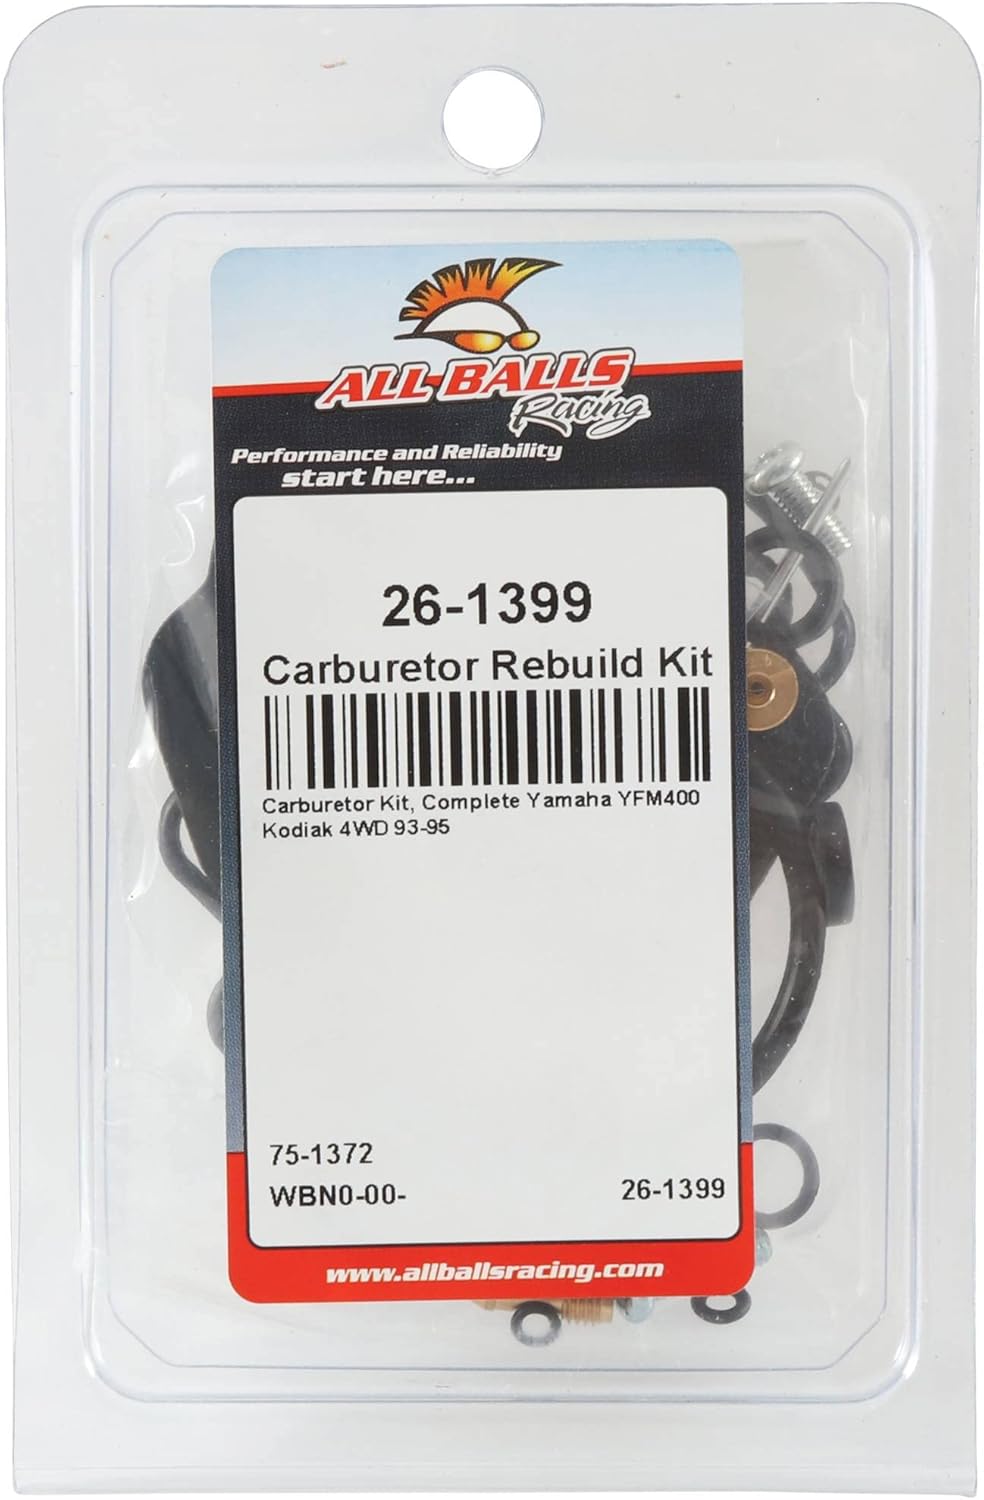 ALL BALLS
Racing
Performance and Reliability
start here...
26-1399
Carburetor Rebuild Kit
Carburetor Kit, Complete Yamaha YFM400
Kodiak 4WD 93-95
75-1372
WBN0-00-
26-1399
www.allballsracing.com